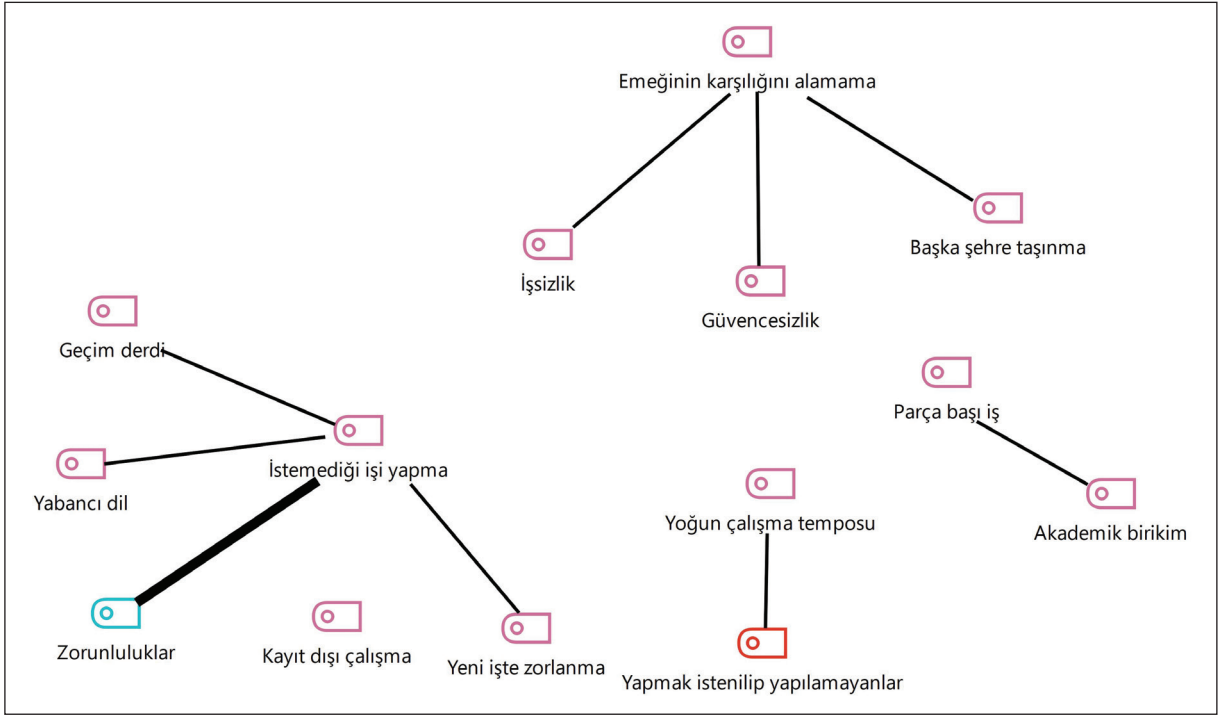 Emeğinin karşılığını alamama
Başka şehre taşınma
İşsizlik
Güvencesizlik
Geçim derdi
Parça başı iş
İstemediği işi yapma
Yabancı dil
Yoğun çalışma temposu
Akademik birikim
Zorunluluklar
Kayıt dışı çalışma
Yeni işte zorlanma
Yapmak istenilip yapılamayanlar